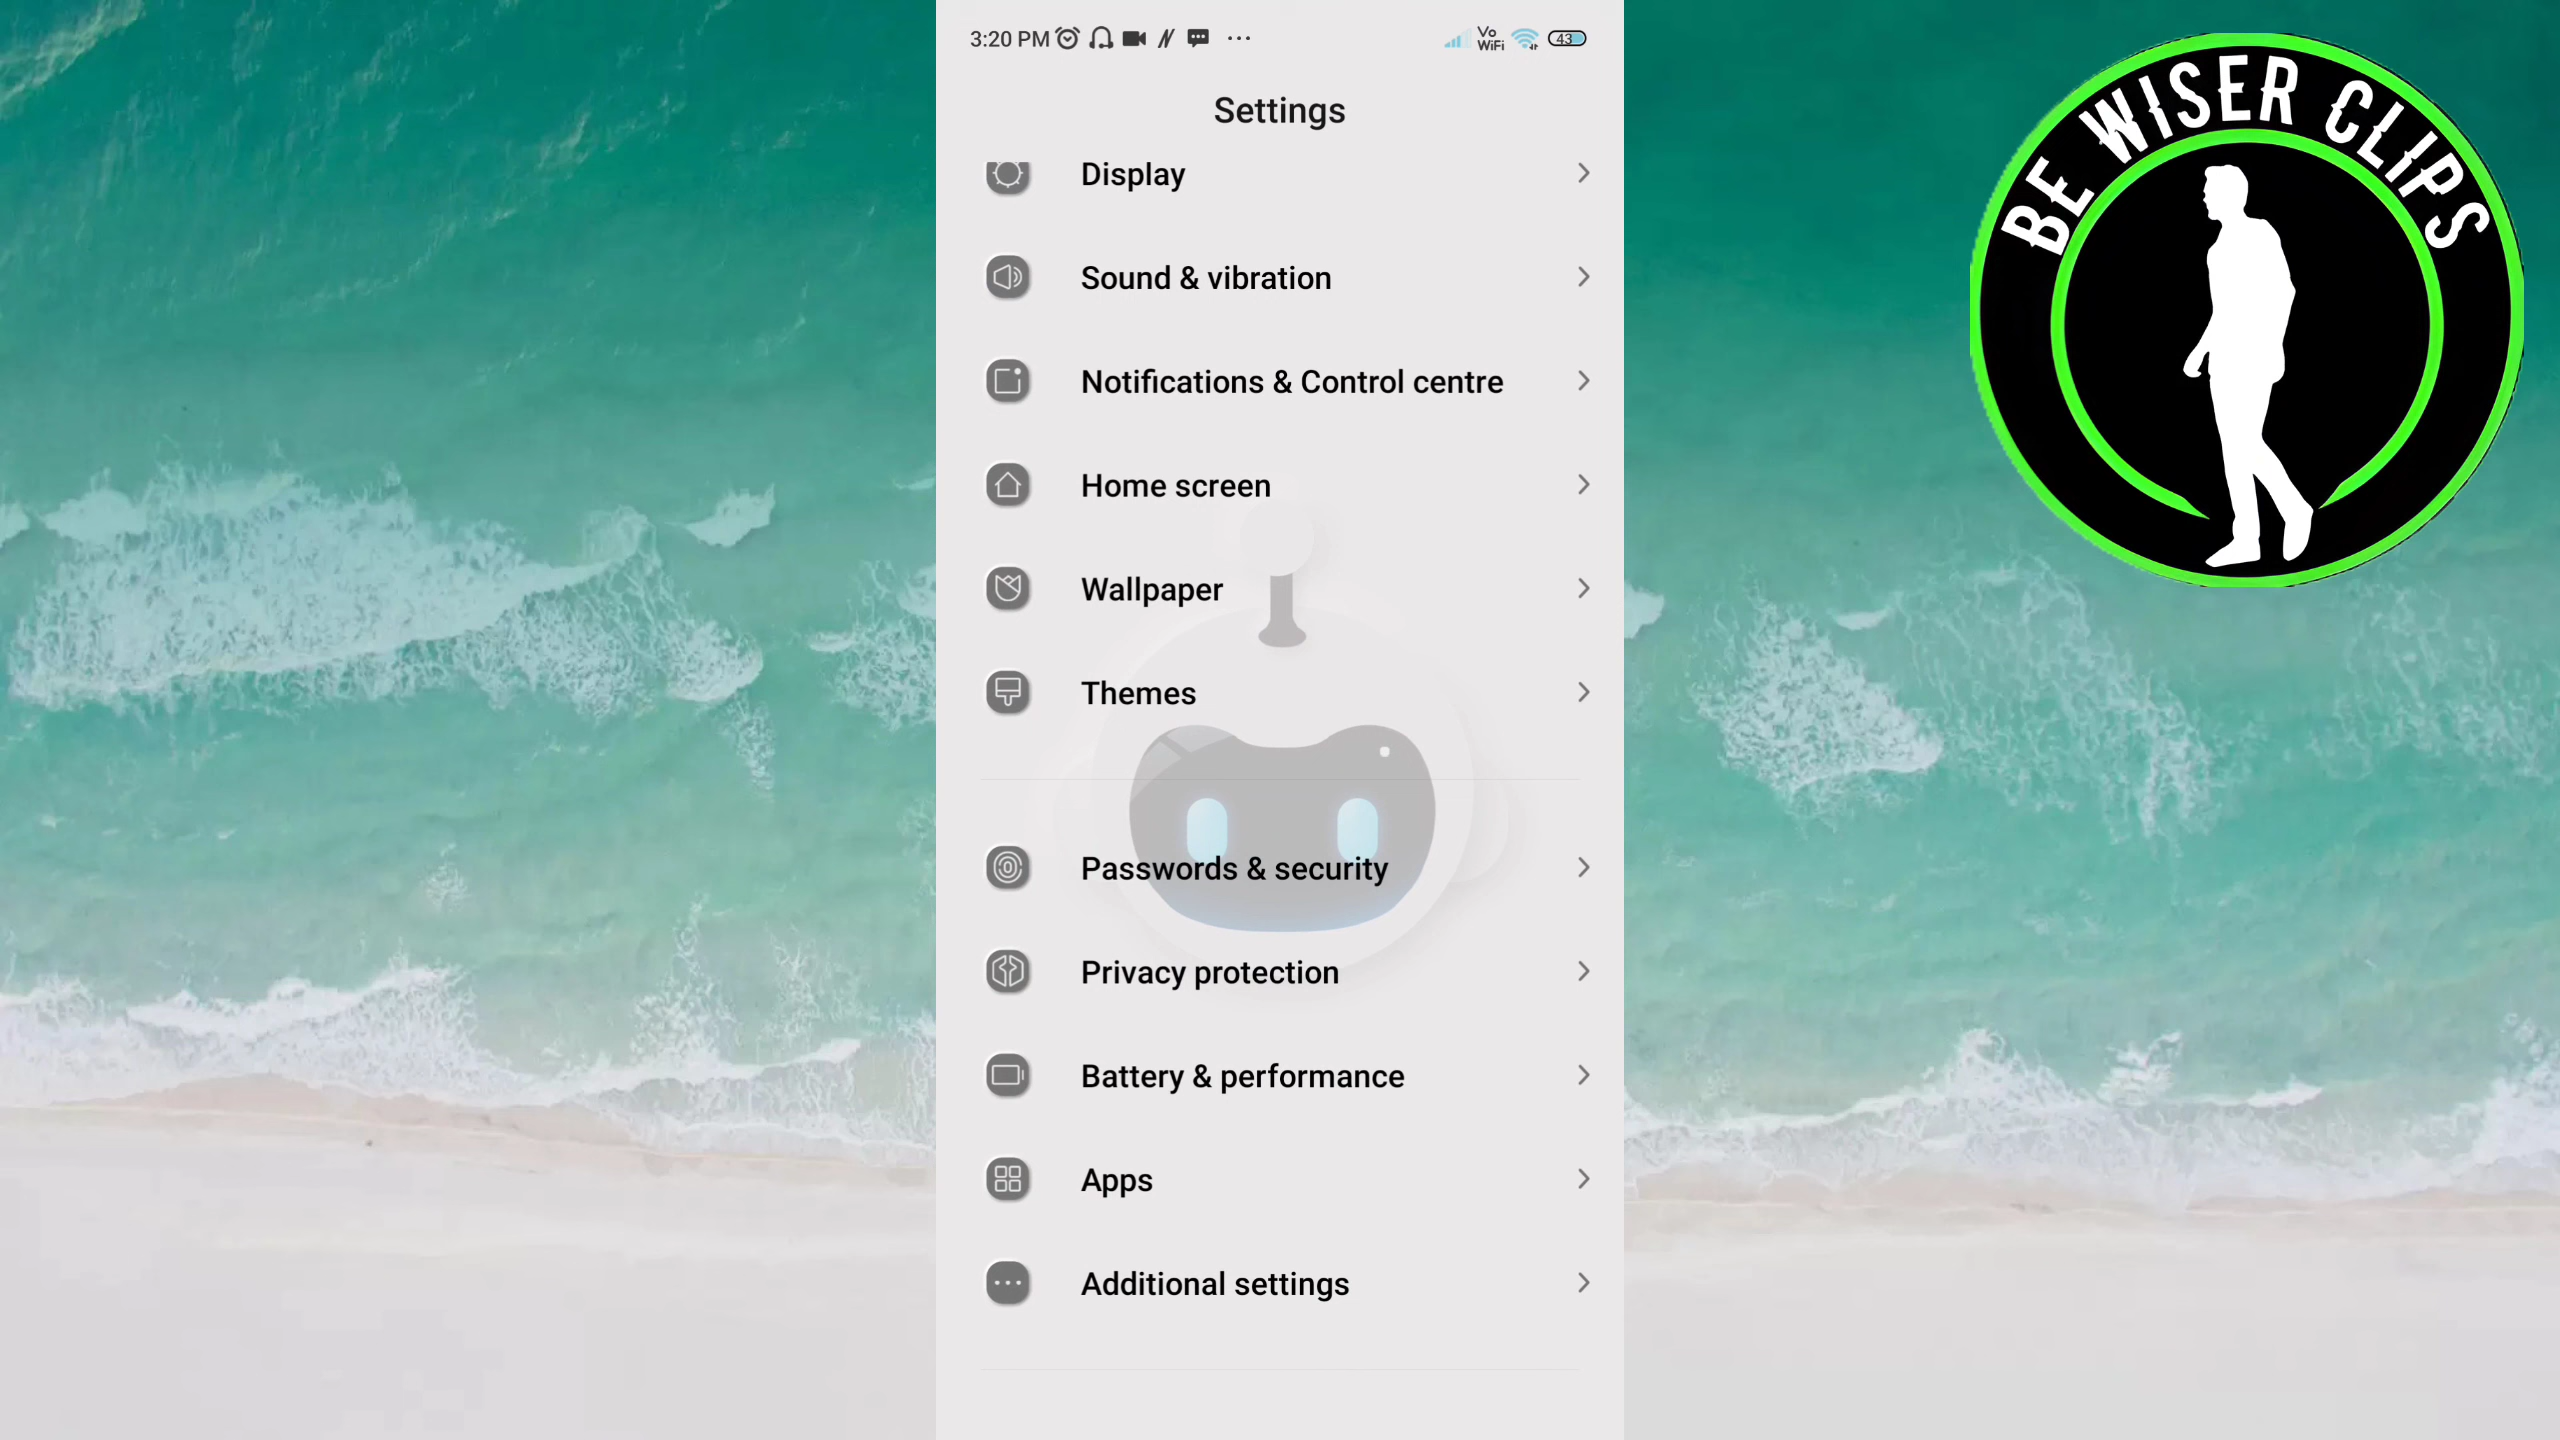 3:20 PM
Vo
WiFi
43
Settings
Display
Sound & vibration
Notifications & Control centre
Home screen
Wallpaper
Themes
Passwords & security
Privacy protection
Battery & performance
Apps
Additional settings
BE WISER CLIPS